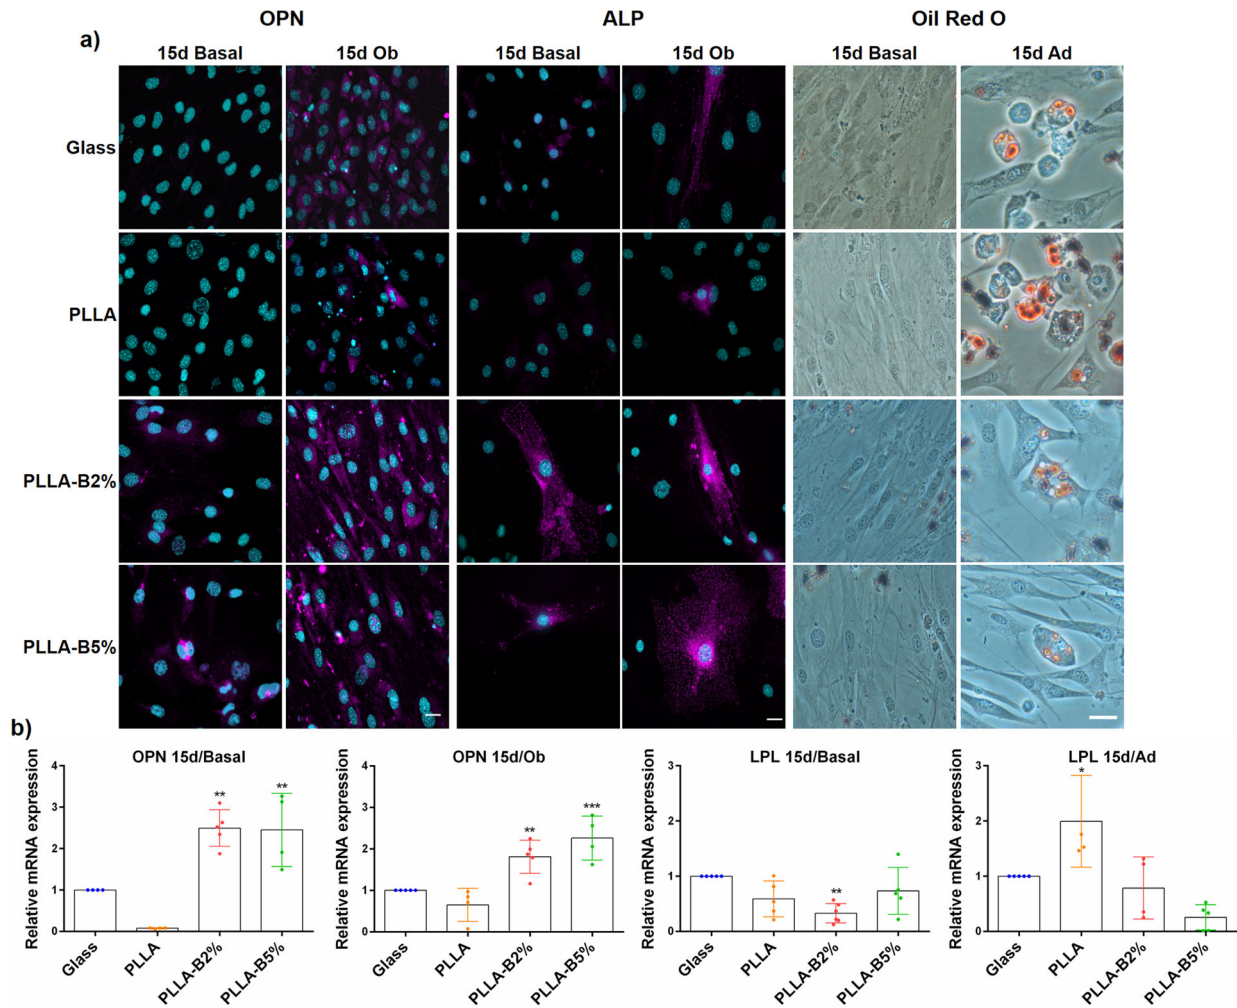 OPN ALP Oil Red O
a)
15d Basal 15d Ob 15d Basal 15d Ob 15d Basal 15d Ad
Glass
PLLA
PLLA-B2%
PLLA-B5%
b)
OPN 15d/Basal
Relative mRNA expression
4
3
2
1
0
** **
Glass PLLA PLLA-B2% PLLA-B5%
OPN 15d/Ob
Relative mRNA expression
4
3
2
1
0
** ***
Glass PLLA PLLA-B2% PLLA-B5%
LPL 15d/Basal
Relative mRNA expression
4
3
2
1
0
**
Glass PLLA PLLA-B2% PLLA-B5%
LPL 15d/Ad
Relative mRNA expression
3
2
1
0
*
Glass PLLA PLLA-B2% PLLA-B5%